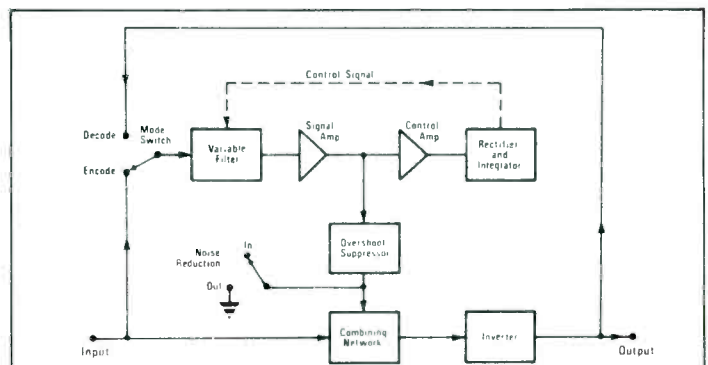 Control Signal
Decode
Mode
Switch
Encode
Variable
Filter
Signal
Amp
Control
Amp
Rectifier
and
Integrator
Overshoot
Suppressor
Noise
Reduction
In
Out
Input
Combining
Network
Inverter
Output